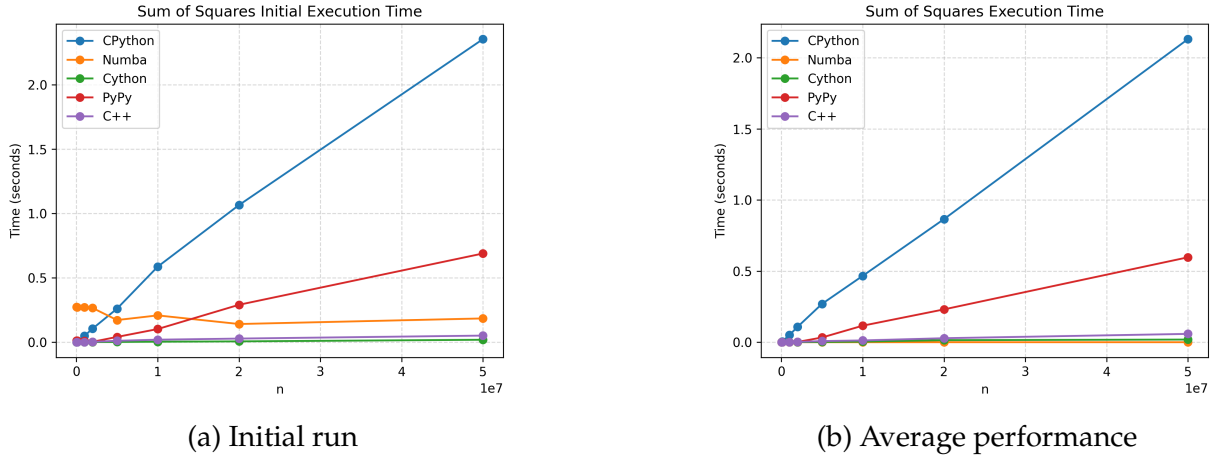 Sum of Squares Initial Execution Time
CPython
Numba
Cython
PyPy
C++
Time (seconds)
2.0
1.5
1.0
0.5
0.0
0
1
2
3
4
5
1e7
n
(a) Initial run
Sum of Squares Execution Time
CPython
Numba
Cython
PyPy
C++
Time (seconds)
2.0
1.5
1.0
0.5
0.0
0
1
2
3
4
5
1e7
n
(b) Average performance